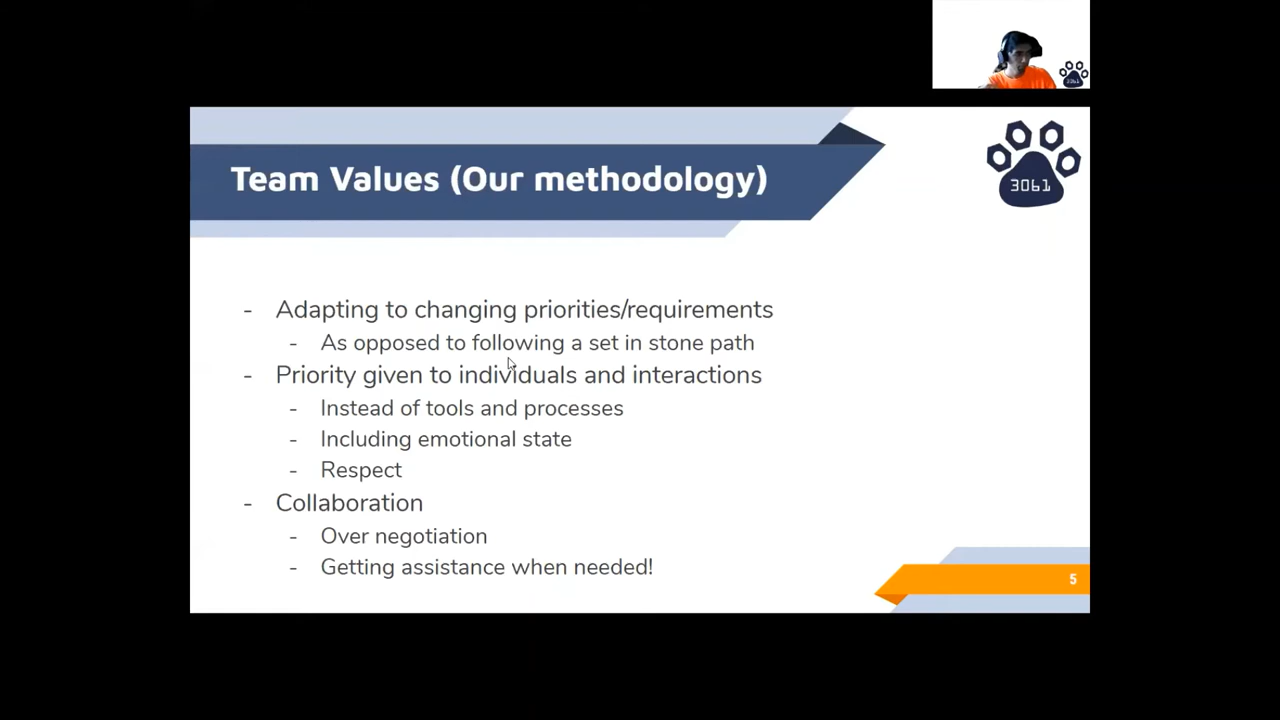 Team Values (Our methodology)
3061
- Adapting to changing priorities/requirements
- As opposed to following a set in stone path
- Priority given to individuals and interactions
- Instead of tools and processes
- Including emotional state
- Respect
- Collaboration
- Over negotiation
- Getting assistance when needed!
5
3061